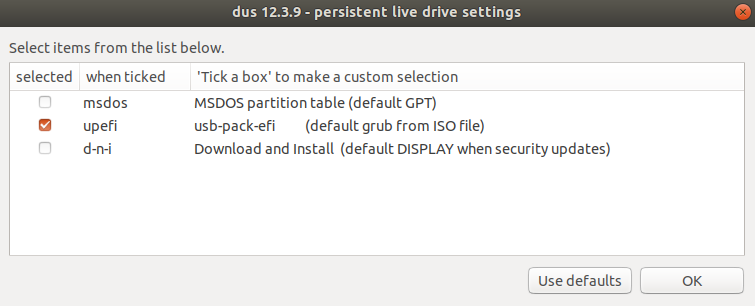 dus 12.3.9 - persistent live drive settings
Select items from the list below.
selected when ticked 'Tick a box' to make a custom selection
msdos MSDOS partition table (default GPT)
upefi usb-pack-efi (default grub from ISO file)
d-n-i Download and Install (default DISPLAY when security updates)
Use defaults OK